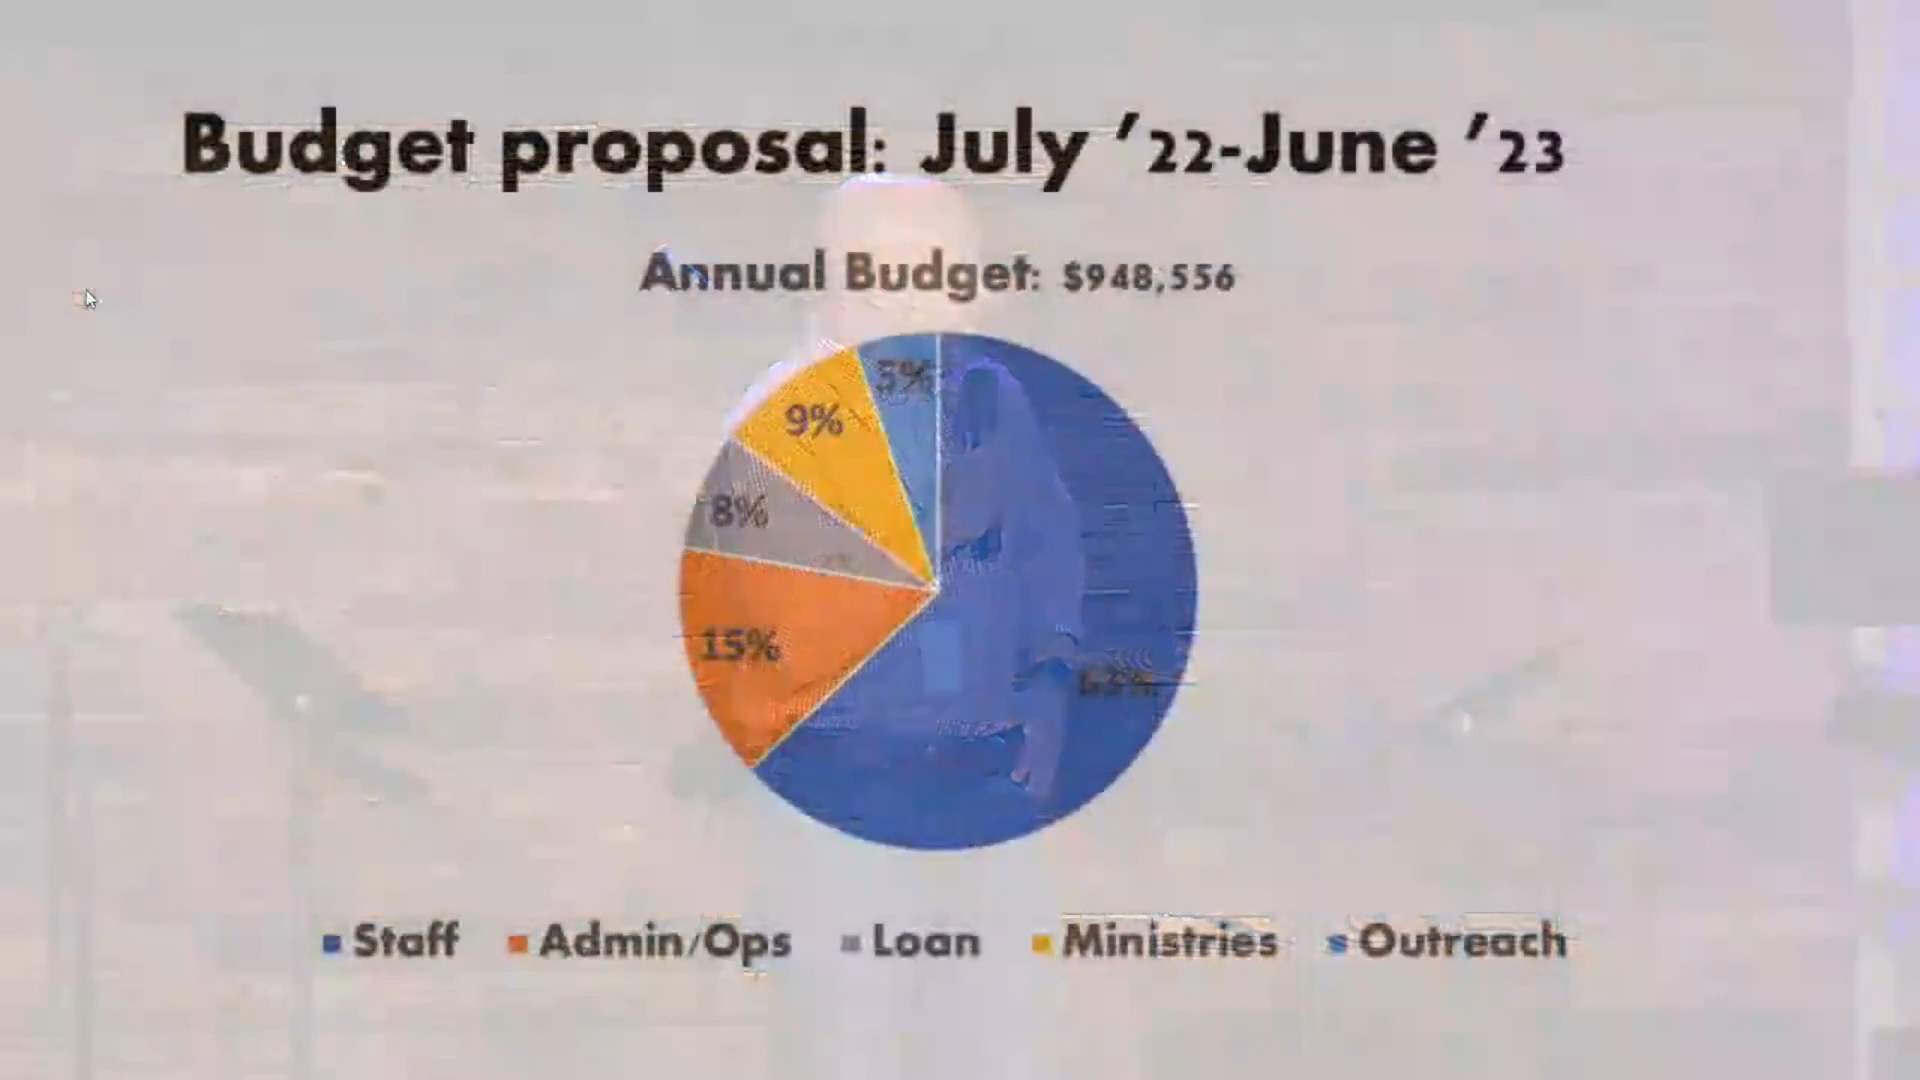 Budget proposal: July ’22-June ’23
Annual Budget: $948,556
5%
9%
8%
15%
Staff Admin/Ops Loan Ministries Outreach